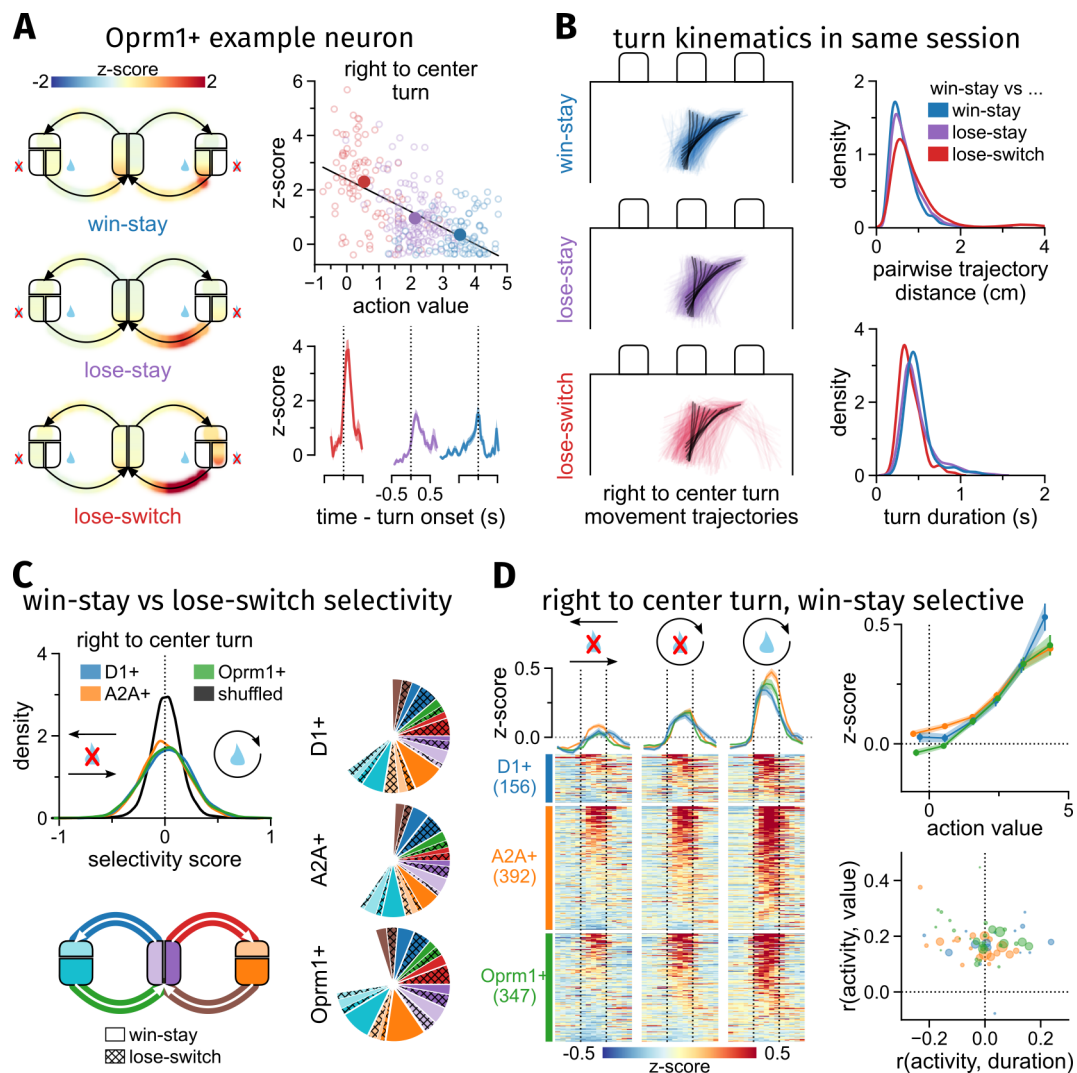 A
Oprm1+ example neuron
z-score
-2
2
win-stay
lose-stay
lose-switch
right to center
turn
z-score
6
4
2
0
−1
0
1
2
3
4
5
action value
z-score
4
2
0
-0.5
0.5
time - turn onset (s)
B
turn kinematics in same session
win-stay
lose-stay
lose-switch
right to center turn
movement trajectories
win-stay vs ...
win-stay
lose-stay
lose-switch
density
2
1
0
0
2
4
pairwise trajectory
distance (cm)
density
4
2
0
0
1
2
turn duration (s)
C
win-stay vs lose-switch selectivity
right to center turn
D1+
Oprm1+
A2A+
shuffled
density
4
2
0
-1
0
1
selectivity score
win-stay
lose-switch
D1+
A2A+
Oprm1+
D
right to center turn, win-stay selective
z-score
0.5
0.0
D1+
(156)
A2A+
(392)
Oprm1+
(347)
-0.5
0.5
z-score
z-score
0.5
0.0
0
5
action value
r(activity, value)
0.4
0.2
0.0
−0.2
0.0
0.2
r(activity, duration)